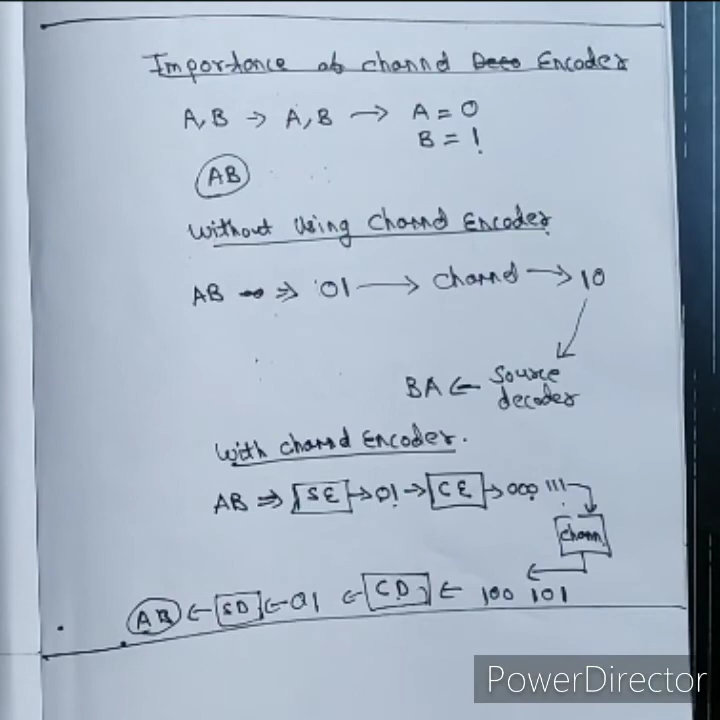 Importance of channel Encoder
A, B → A, B → A = 0
B = 1
AB
Without Using Channel Encoder
AB ⇒ 01 → channel → 10
BA ← Source
decoder
With channel Encoder.
AB ⇒ SE → 01 → CE → 000 111
Chann.
AB ← SD ← 01 ← CD ← 100 101
PowerDirector